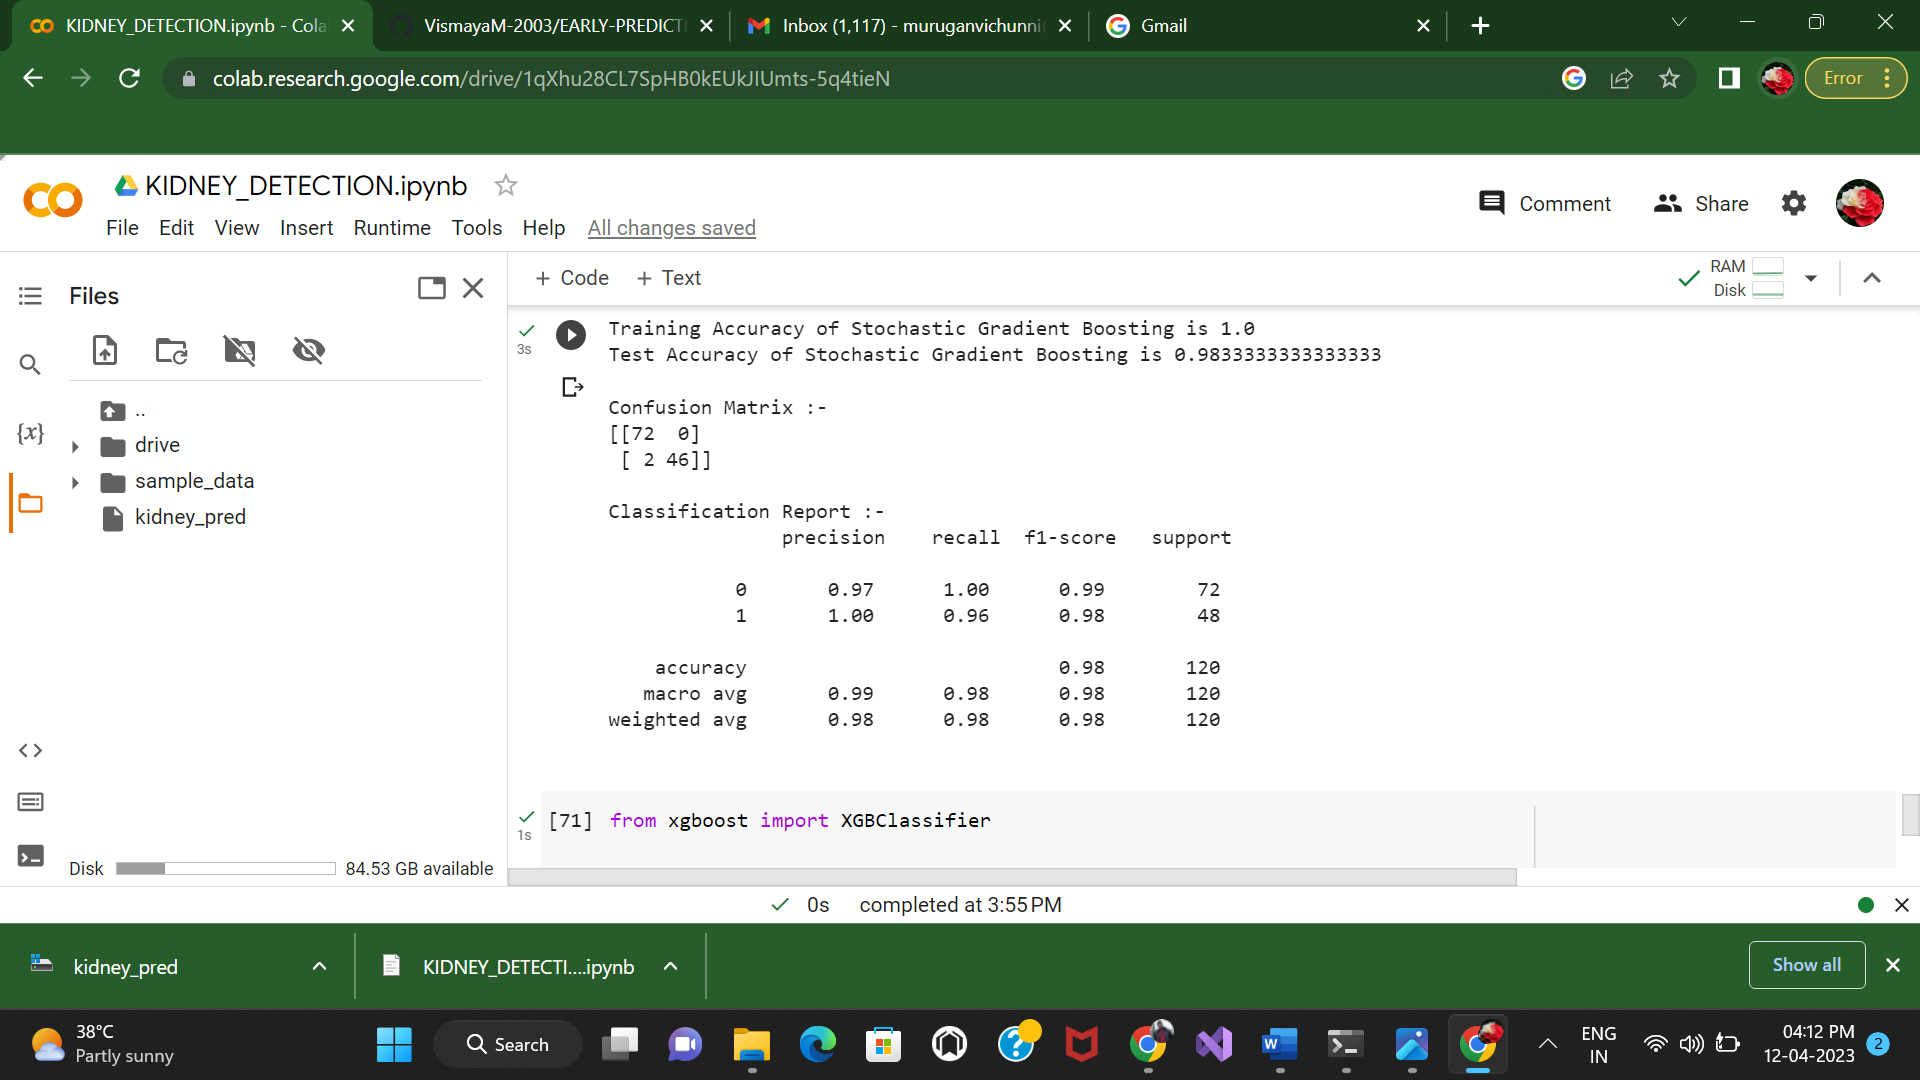 KIDNEY_DETECTION.ipynb - Cola
VismayaM-2003/EARLY-PREDICTI
Inbox (1,117) - muruganvichunni
Gmail
colab.research.google.com/drive/1qXhu28CL7SpHB0kEUkJIUmts-5q4tieN
Error
KIDNEY_DETECTION.ipynb
File Edit View Insert Runtime Tools Help All changes saved
Comment
Share
Files
+ Code + Text
RAM
Disk
..
drive
sample_data
kidney_pred
Disk 84.53 GB available
3s
Training Accuracy of Stochastic Gradient Boosting is 1.0
Test Accuracy of Stochastic Gradient Boosting is 0.9833333333333333
Confusion Matrix :-
[[72  0]
 [ 2 46]]
Classification Report :-
precision recall f1-score support
0 0.97 1.00 0.99 72
1 1.00 0.96 0.98 48
accuracy 0.98 120
macro avg 0.99 0.98 0.98 120
weighted avg 0.98 0.98 0.98 120
1s
[71] from xgboost import XGBClassifier
0s completed at 3:55 PM
kidney_pred
KIDNEY_DETECTI....ipynb
Show all
38°C
Partly sunny
Search
ENG
IN
04:12 PM
12-04-2023
2